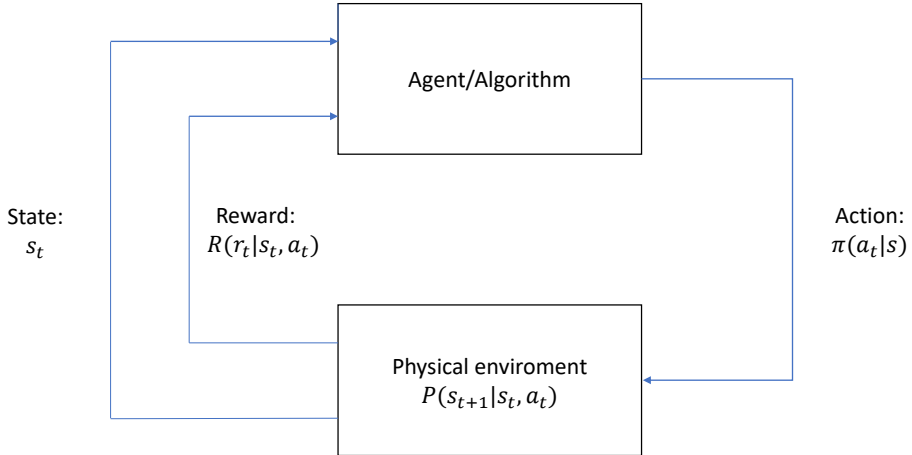 Agent/Algorithm
State:
s_t
Reward:
R(r_t|s_t, a_t)
Action:
π(a_t|s)
Physical enviroment
P(s_{t+1}|s_t, a_t)